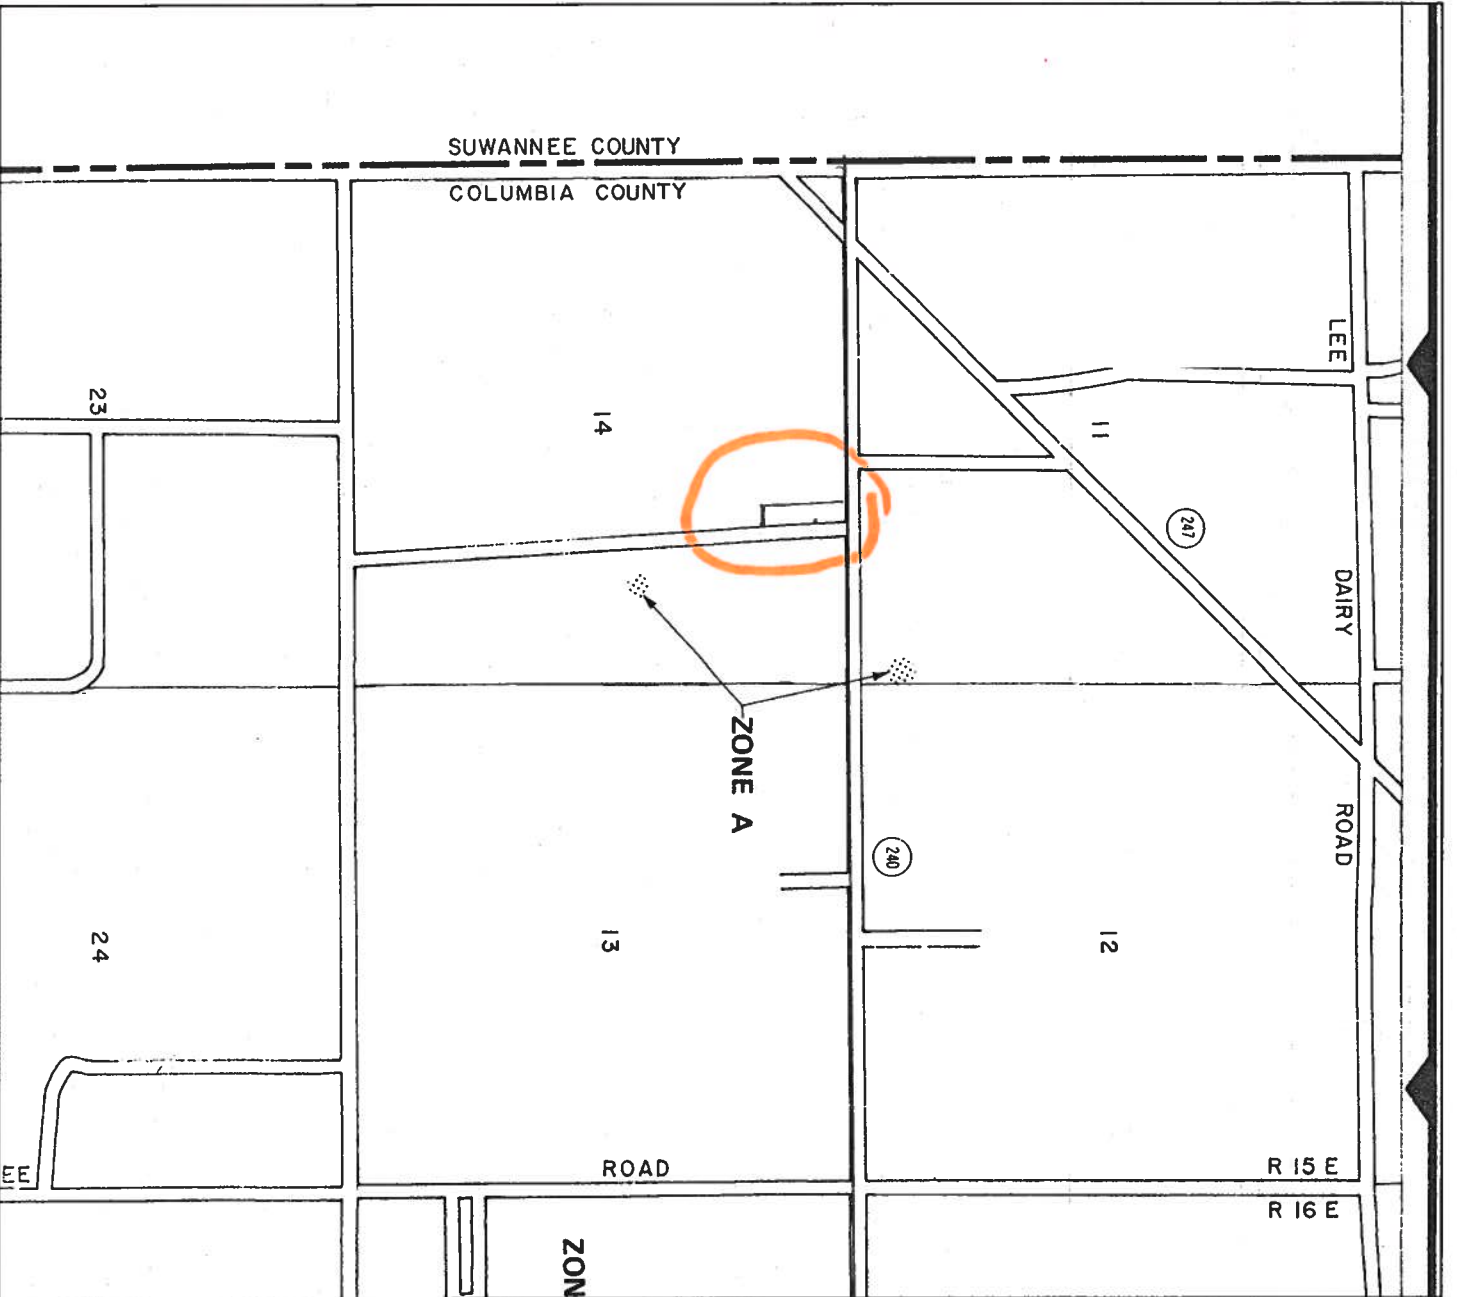 SUWANNEE COUNTY
COLUMBIA COUNTY
LEE
DAIRY
ROAD
23
14
11
247
ZONE A
240
24
13
12
EE
ROAD
R 15 E
R 16 E
ZON